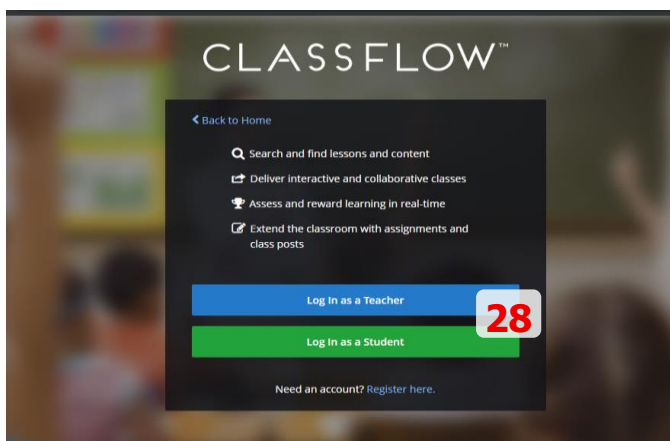 CLASSFLOW™
Back to Home
Search and find lessons and content
Deliver interactive and collaborative classes
Assess and reward learning in real-time
Extend the classroom with assignments and
class posts
Log In as a Teacher
28
Log In as a Student
Need an account? Register here.